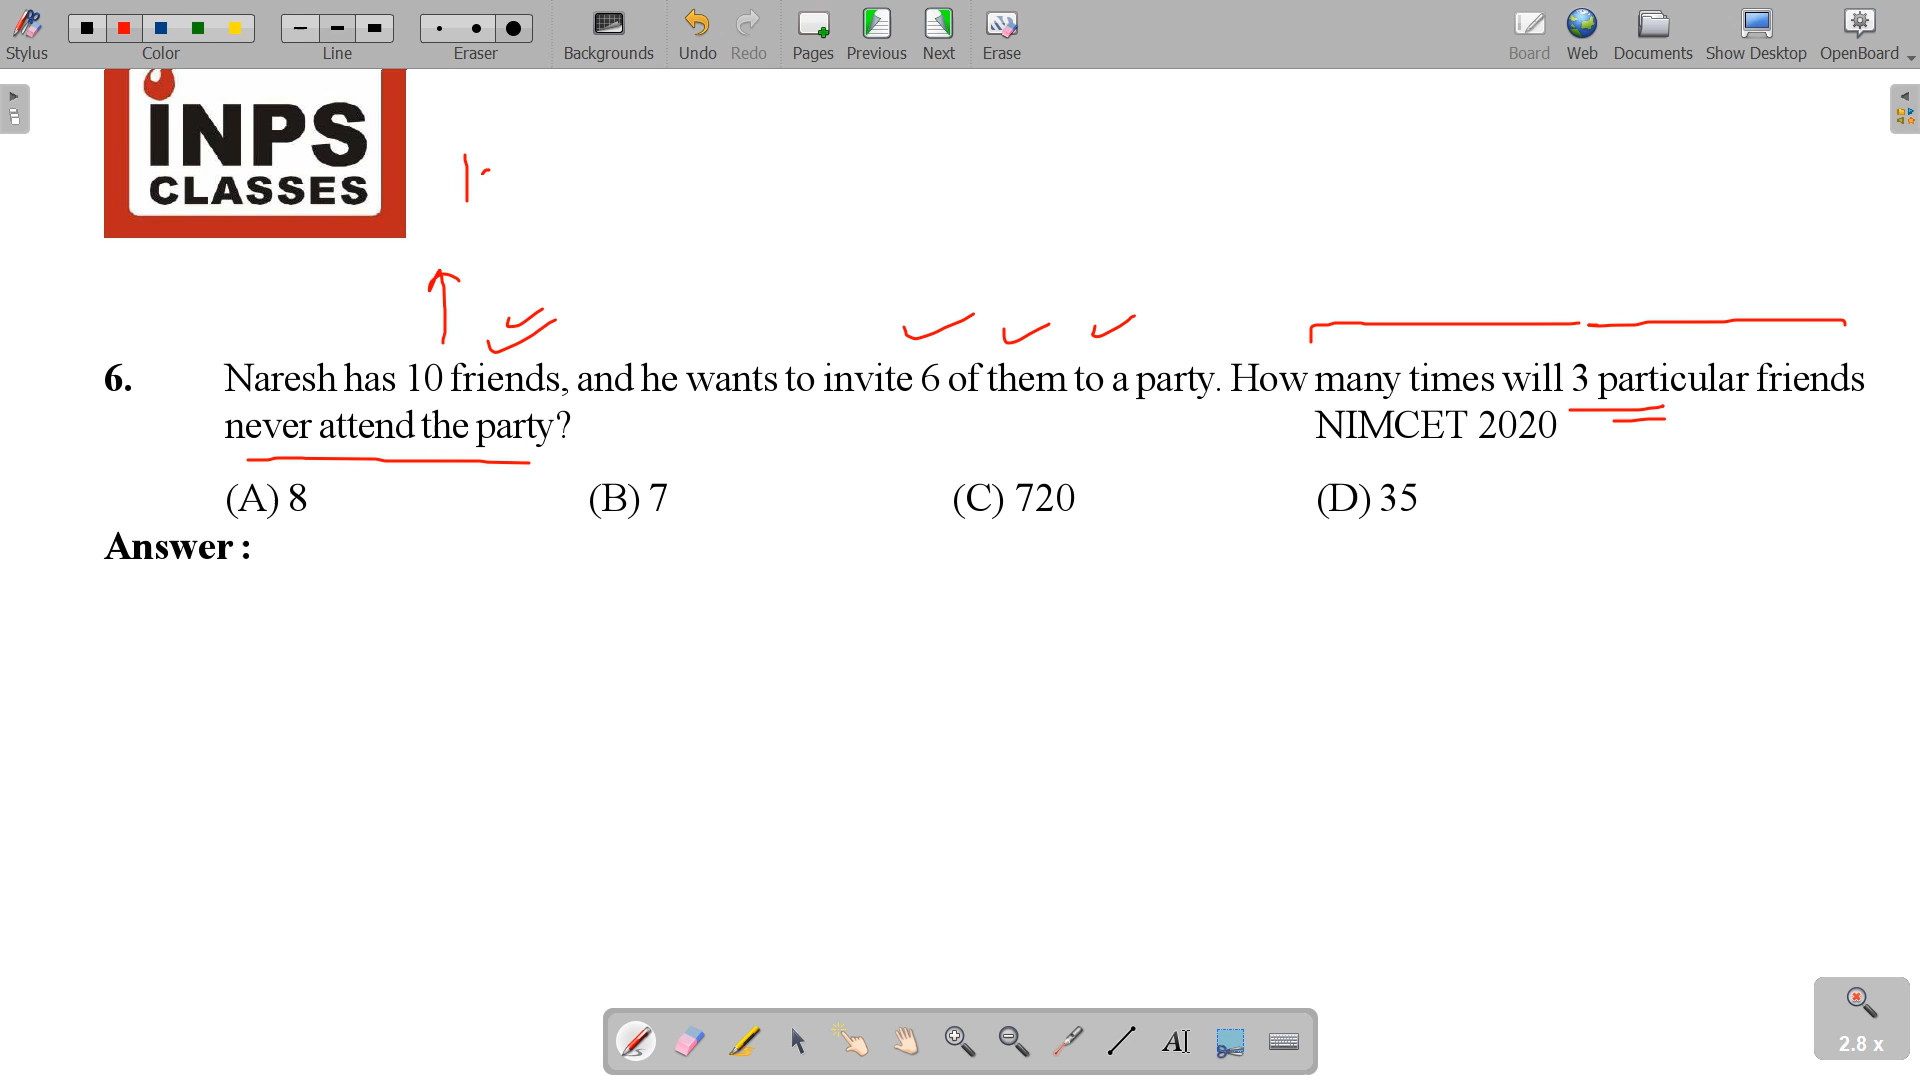 Stylus Color Line Eraser Backgrounds Undo Redo Pages Previous Next Erase Board Web Documents Show Desktop OpenBoard
iNPS
CLASSES
6. Naresh has 10 friends, and he wants to invite 6 of them to a party. How many times will 3 particular friends
never attend the party? NIMCET 2020
(A) 8 (B) 7 (C) 720 (D) 35
Answer :
2.8 x